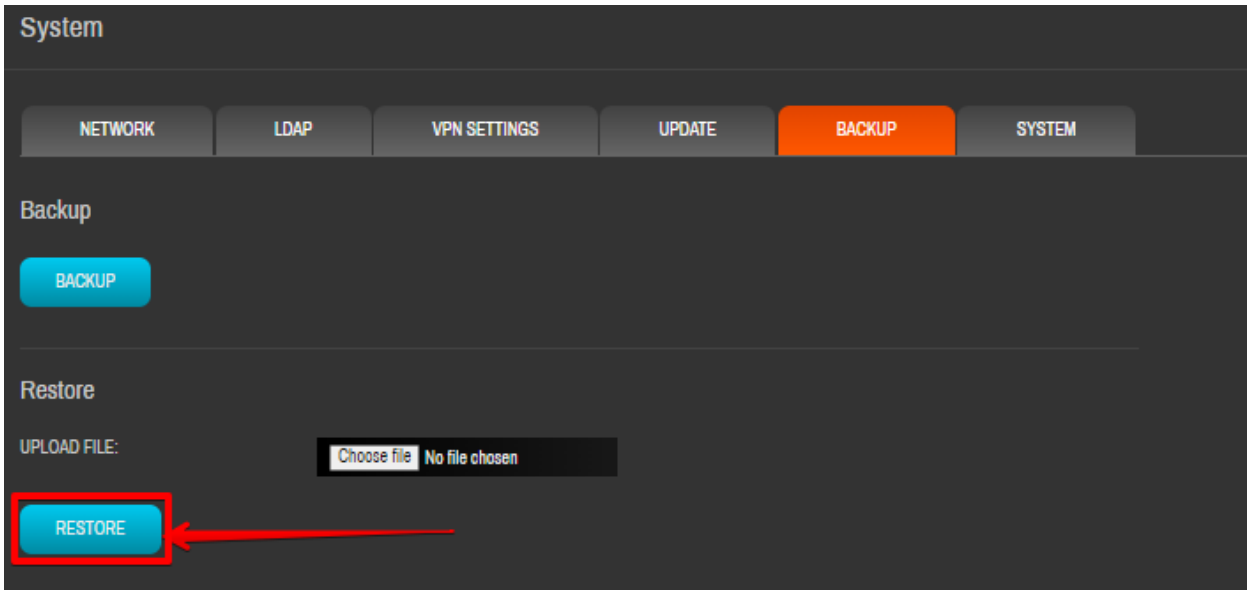 System
NETWORK LDAP VPN SETTINGS UPDATE BACKUP SYSTEM
Backup
BACKUP
Restore
UPLOAD FILE: Choose file No file chosen
RESTORE